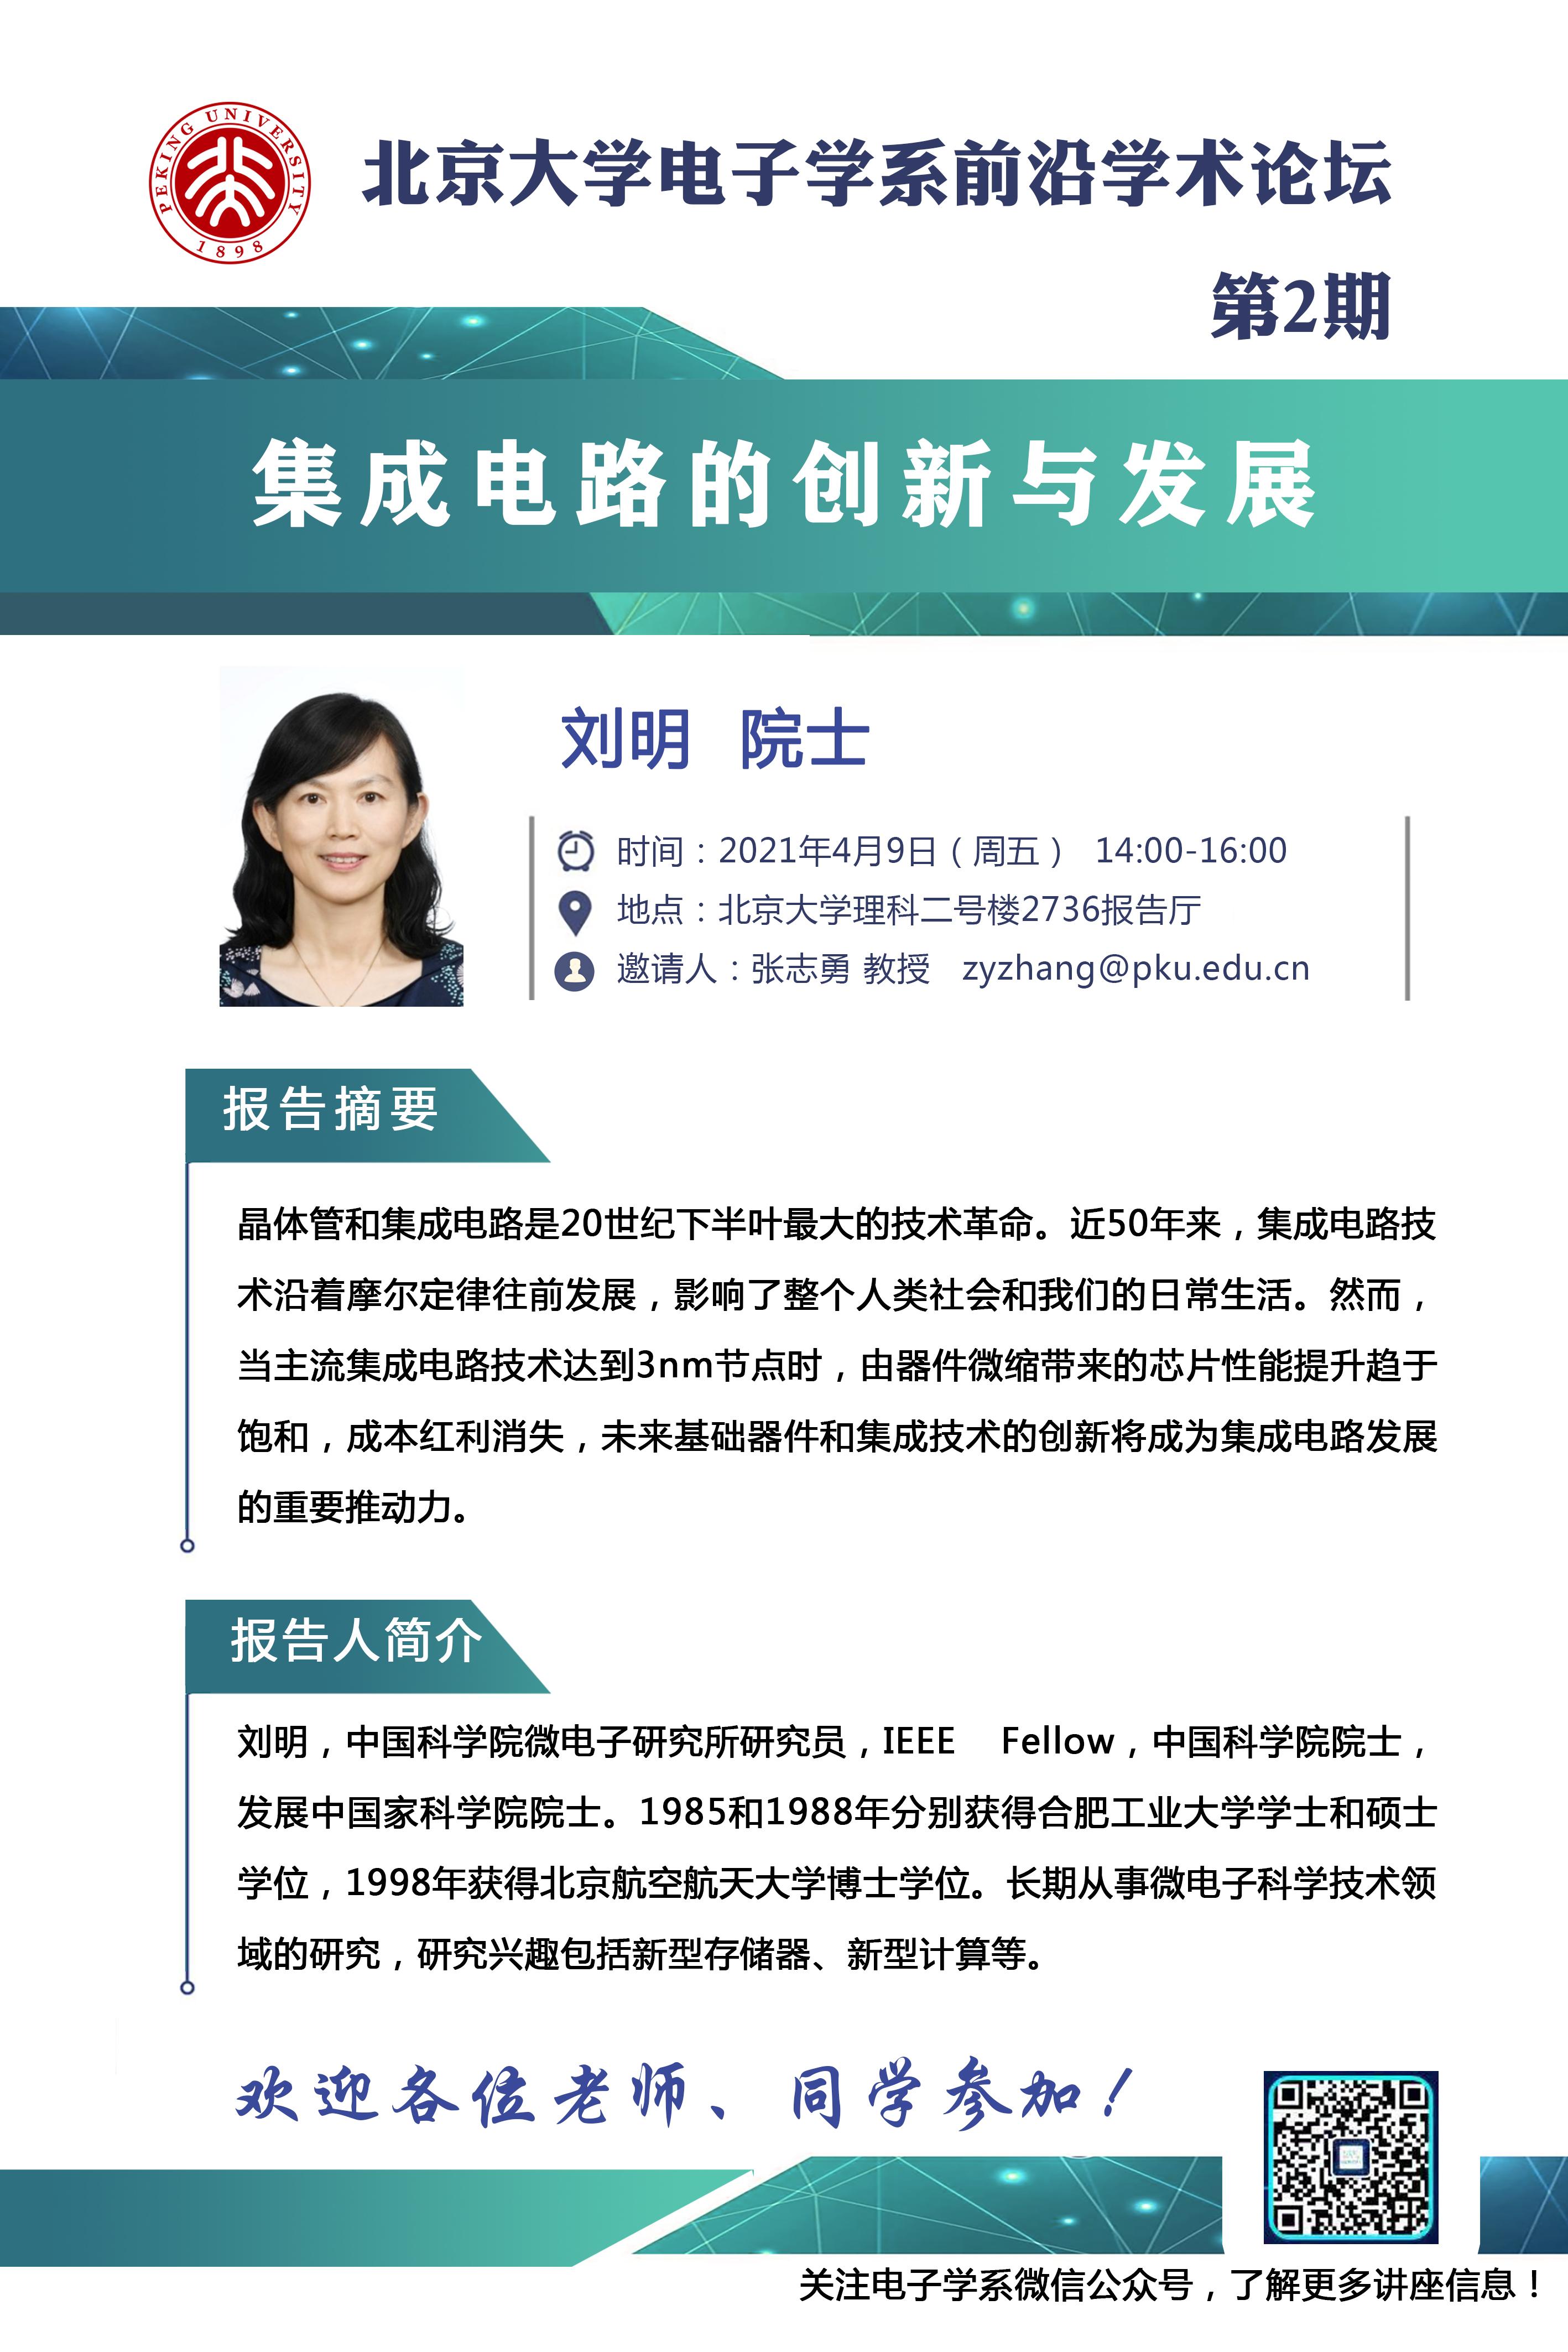 PEKING UNIVERSITY
1898
北京大学电子学系前沿学术论坛
第2期
集成电路的创新与发展
刘明 院士
时间：2021年4月9日（周五） 14:00-16:00
地点：北京大学理科二号楼2736报告厅
邀请人：张志勇 教授 zyzhang@pku.edu.cn
报告摘要
晶体管和集成电路是20世纪下半叶最大的技术革命。近50年来，集成电路技
术沿着摩尔定律往前发展，影响了整个人类社会和我们的日常生活。然而，
当主流集成电路技术达到3nm节点时，由器件微缩带来的芯片性能提升趋于
饱和，成本红利消失，未来基础器件和集成技术的创新将成为集成电路发展
的重要推动力。
报告人简介
刘明，中国科学院微电子研究所研究员，IEEE Fellow，中国科学院院士，
发展中国家科学院院士。1985和1988年分别获得合肥工业大学学士和硕士
学位，1998年获得北京航空航天大学博士学位。长期从事微电子科学技术领
域的研究，研究兴趣包括新型存储器、新型计算等。
欢迎各位老师、同学参加！
关注电子学系微信公众号，了解更多讲座信息！